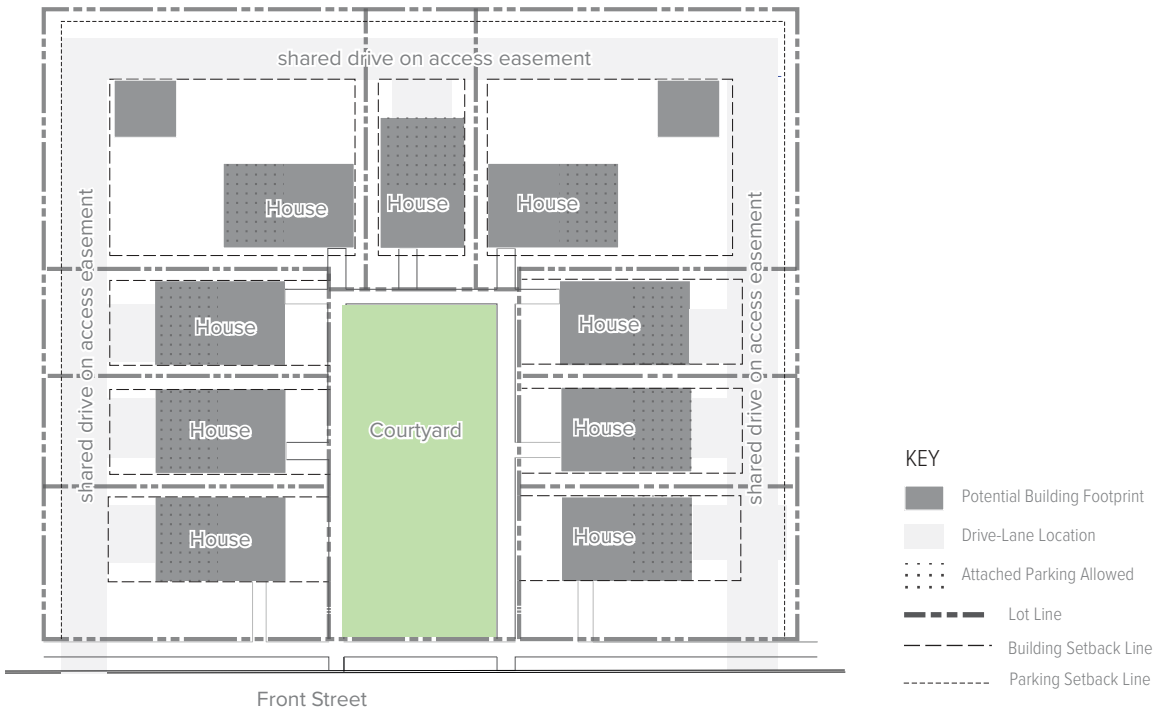 shared drive on access easement
House
House
House
shared drive on access easement
shared drive on access easement
House
House
House
Courtyard
House
House
House
Front Street
KEY
Potential Building Footprint
Drive-Lane Location
Attached Parking Allowed
Lot Line
Building Setback Line
Parking Setback Line